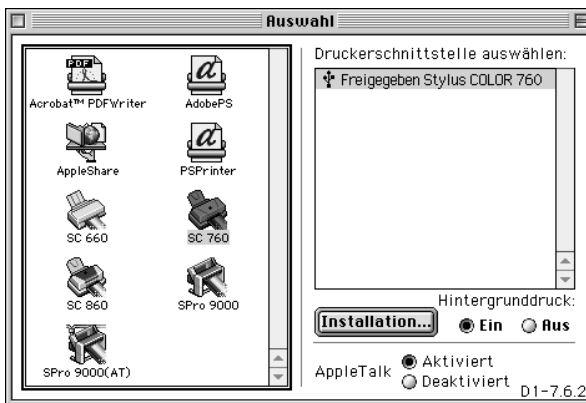 Auswahl
PDF
Acrobat™ PDFWriter
AdobePS
AppleShare
PSPrinter
SC 660
SC 760
SC 860
SPro 9000
SPro 9000(AT)
Druckerschnittstelle auswählen:
Freigegeben Stylus COLOR 760
Hintergrunddruck:
Installation... Ein Aus
AppleTalk Aktiviert
Deaktiviert
D1-7.6.2